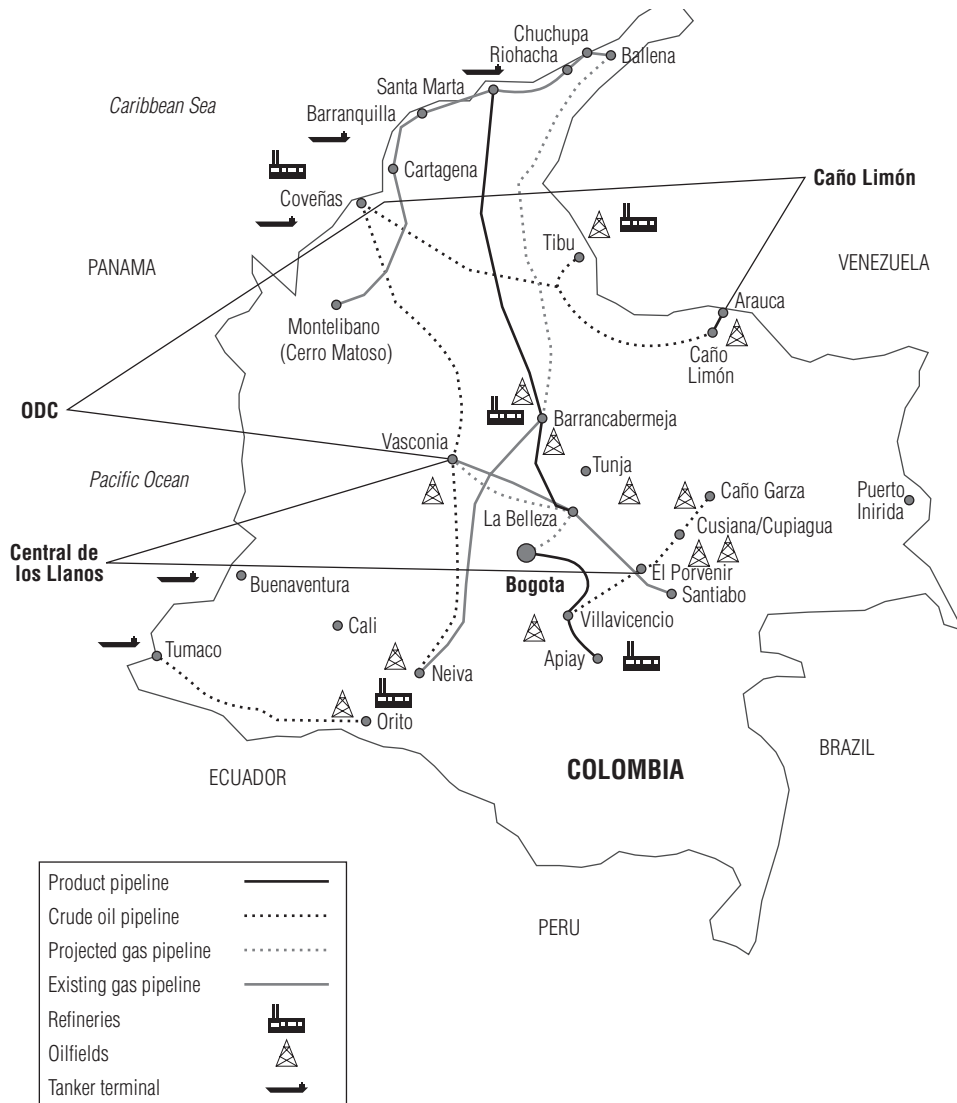 Chuchupa
Riohacha
Ballena
Santa Marta
Caribbean Sea
Barranquilla
Cartagena
Caño Limón
Coveñas
Tibu
PANAMA
VENEZUELA
Arauca
Montelibano
(Cerro Matoso)
Caño
Limón
ODC
Barrancabermeja
Vasconia
Tunja
Pacific Ocean
Caño Garza
Puerto
Inirida
La Belleza
Cusiana/Cupiagua
Central de
los Llanos
El Porvenir
Bogota
Buenaventura
Santiabo
Villavicencio
Cali
Tumaco
Apiay
Neiva
Orito
BRAZIL
ECUADOR
COLOMBIA
PERU
Product pipeline
Crude oil pipeline
Projected gas pipeline
Existing gas pipeline
Refineries
Oilfields
Tanker terminal